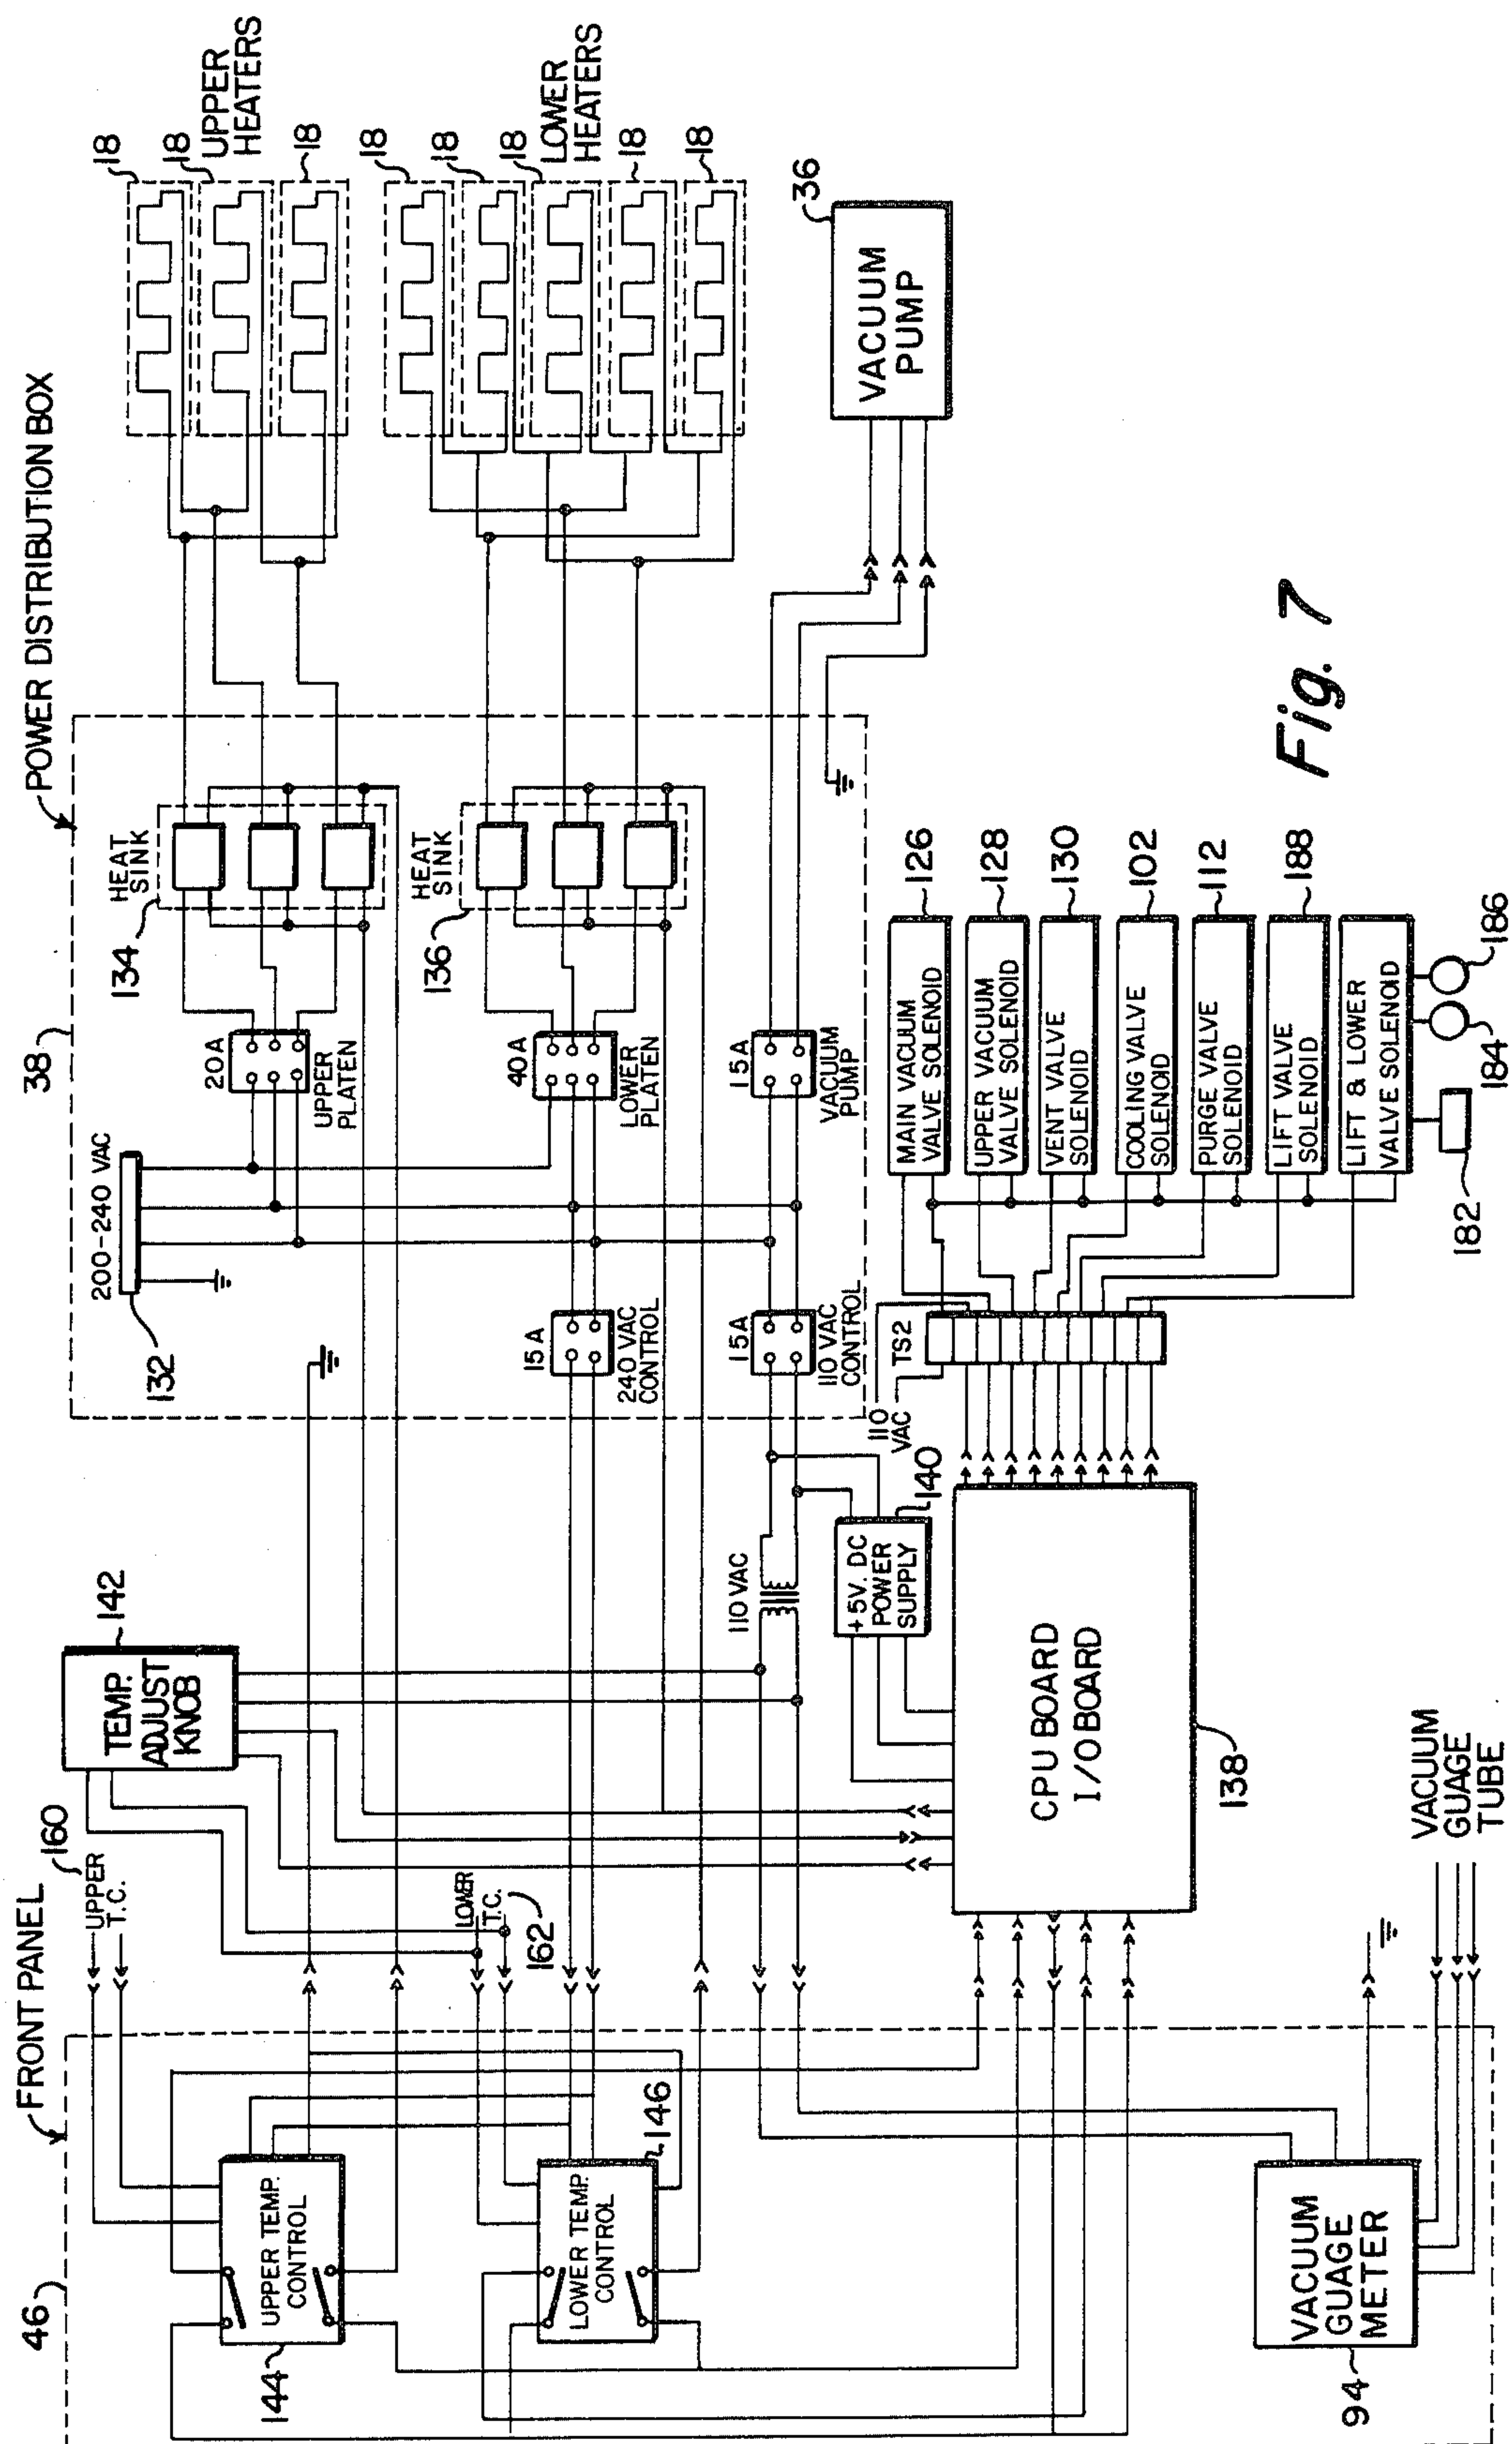 46
FRONT PANEL
160
UPPER
T.C.
142
TEMP.
ADJUST
KNOB
38
POWER DISTRIBUTION BOX
132
200-240 VAC
20A
UPPER
PLATEN
134
HEAT
SINK
18
18
UPPER
HEATERS
18
144
UPPER TEMP.
CONTROL
LOWER
T.C.
162
15A
240 VAC
CONTROL
40A
LOWER
PLATEN
136
HEAT
SINK
18
18
18
LOWER
HEATERS
18
18
146
LOWER TEMP.
CONTROL
110 VAC
15A
110 VAC
CONTROL
15A
VACUUM
PUMP
36
VACUUM
PUMP
+5V. DC
POWER
SUPPLY
140
110
VAC
TS2
CPU BOARD
I/O BOARD
138
MAIN VACUUM
VALVE SOLENOID
126
UPPER VACUUM
VALVE SOLENOID
128
VENT VALVE
SOLENOID
130
COOLING VALVE
SOLENOID
102
PURGE VALVE
SOLENOID
112
LIFT VALVE
SOLENOID
188
LIFT & LOWER
VALVE SOLENOID
182
184
186
94
VACUUM
GUAGE
METER
VACUUM
GUAGE
TUBE
Fig. 7